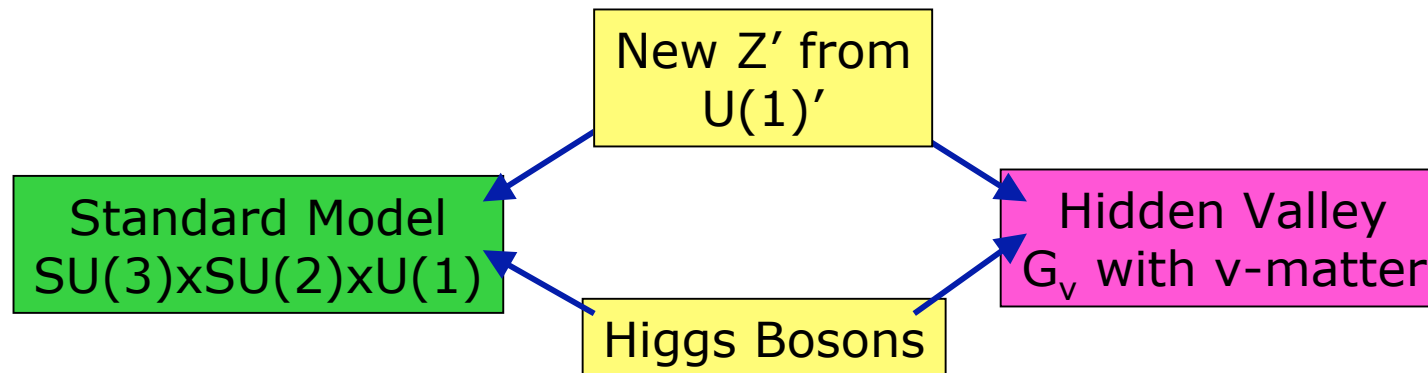 New Z’ from
U(1)’
Standard Model
SU(3)xSU(2)xU(1)
Hidden Valley
Gv with v-matter
Higgs Bosons